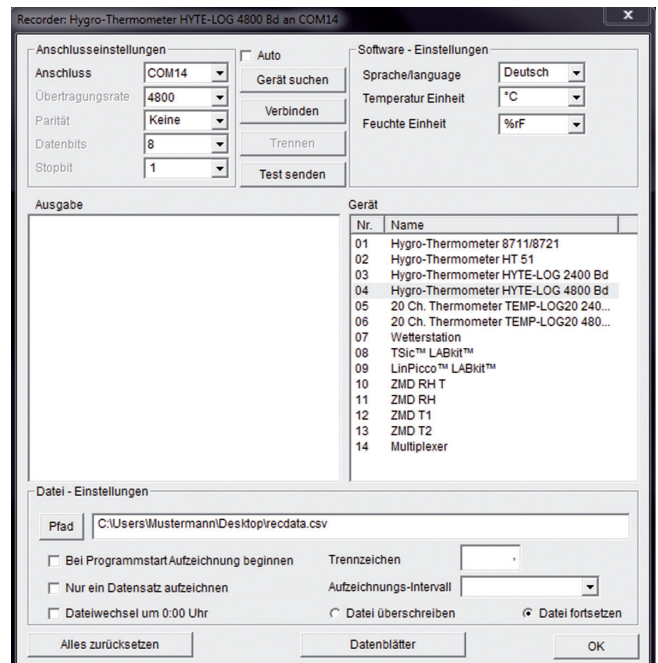 Recorder: Hygro-Thermometer HYTE-LOG 4800 Bd an COM14
x
Anschlusseinstellungen
Anschluss COM14
Übertragungsrate 4800
Parität Keine
Datenbits 8
Stopbit 1
Auto
Gerät suchen
Verbinden
Trennen
Test senden
Software - Einstellungen
Sprache/language Deutsch
Temperatur Einheit °C
Feuchte Einheit %rF
Ausgabe
Gerät
Nr. Name
01 Hygro-Thermometer 8711/8721
02 Hygro-Thermometer HT 51
03 Hygro-Thermometer HYTE-LOG 2400 Bd
04 Hygro-Thermometer HYTE-LOG 4800 Bd
05 20 Ch. Thermometer TEMP-LOG20 240...
06 20 Ch. Thermometer TEMP-LOG20 480...
07 Wetterstation
08 TSic™ LABkit™
09 LinPicco™ LABkit™
10 ZMD RH T
11 ZMD RH
12 ZMD T1
13 ZMD T2
14 Multiplexer
Datei - Einstellungen
Pfad C:\Users\Mustermann\Desktop\recdata.csv
Bei Programmstart Aufzeichnung beginnen
Trennzeichen ,
Nur ein Datensatz aufzeichnen
Aufzeichnungs-Intervall
Dateiwechsel um 0:00 Uhr
Datei überschreiben
Datei fortsetzen
Alles zurücksetzen
Datenblätter
OK